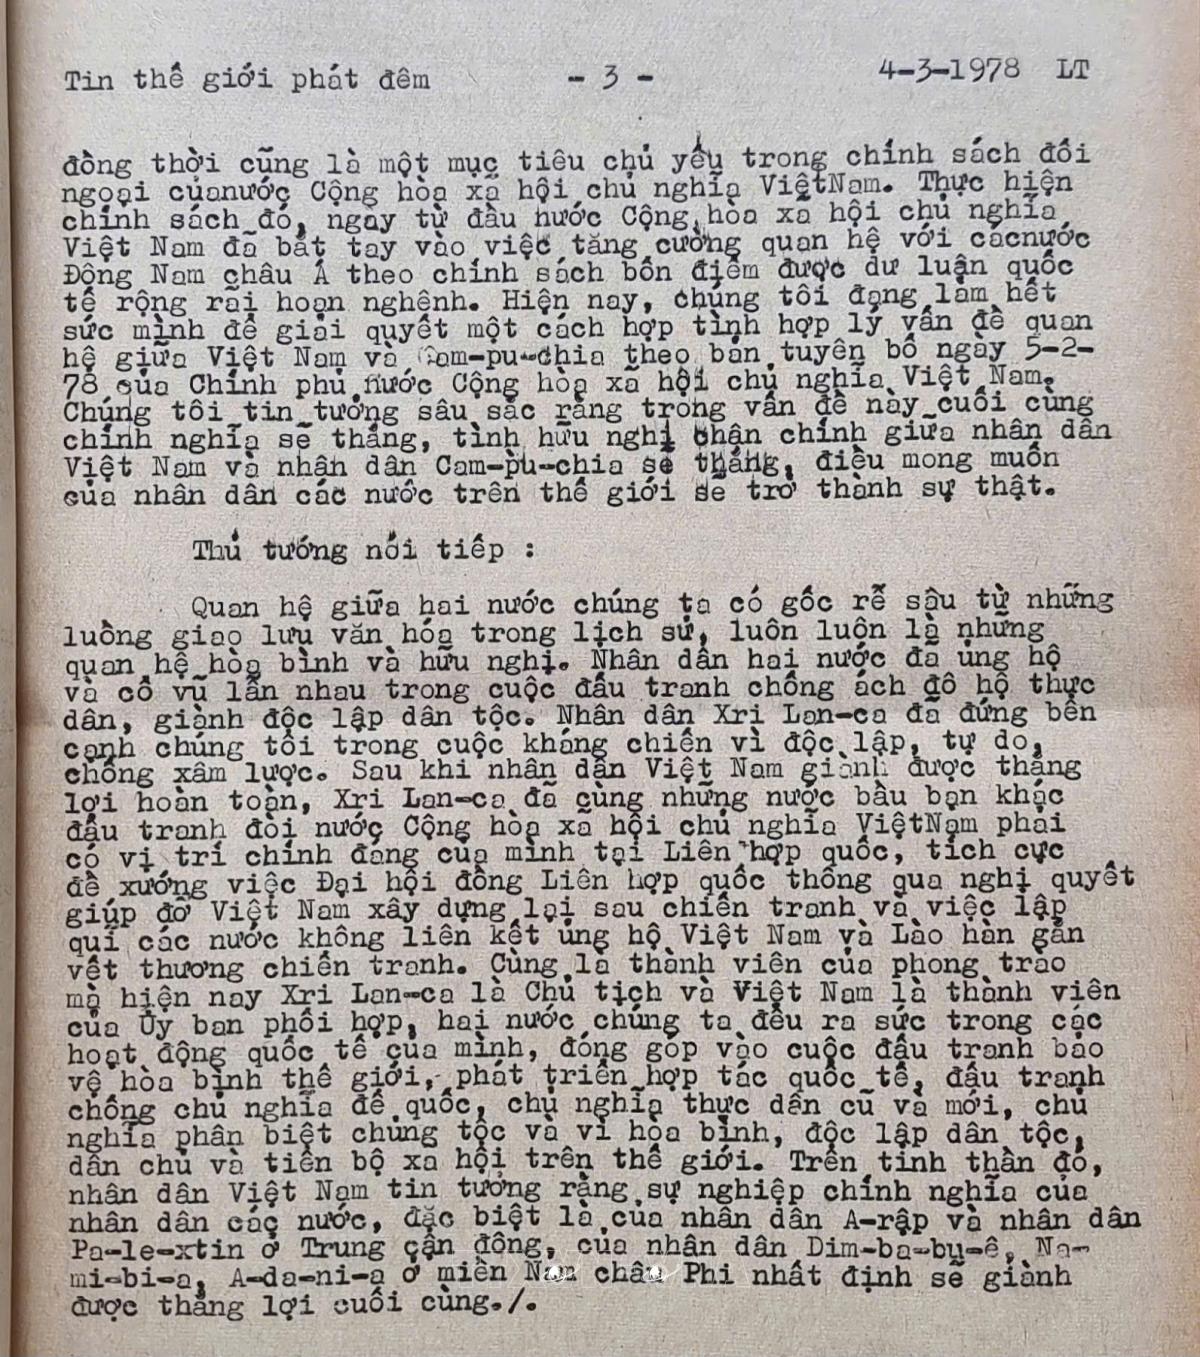 Tin thế giới phát đêm - 3 - 4-3-1978 LT
đồng thời cũng là một mục tiêu chủ yếu trong chính sách đối
ngoại củanước Cộng hòa xã hội chủ nghĩa ViệtNam. Thực hiện
chính sách đó, ngay từ đầu nước Cộng hòa xã hội chủ nghĩa
Việt Nam đã bắt tay vào việc tăng cường quan hệ với cácnước
Đông Nam châu Á theo chính sách bốn điểm được dư luận quốc
tế rộng rãi hoan nghênh. Hiện nay, chúng tôi đang làm hết
sức mình để giải quyết một cách hợp tình hợp lý vấn đề quan
hệ giữa Việt Nam và Cam-pu-chia theo bản tuyên bố ngày 5-2-
78 của Chính phủ nước Cộng hòa xã hội chủ nghĩa Việt Nam.
Chúng tôi tin tưởng sâu sắc rằng trong vấn đề này cuối cùng
chính nghĩa sẽ thắng, tình hữu nghị chân chính giữa nhân dân
Việt Nam và nhân dân Cam-pu-chia sẽ thắng, điều mong muốn
của nhân dân các nước trên thế giới sẽ trở thành sự thật.
Thủ tướng nói tiếp :
Quan hệ giữa hai nước chúng ta có gốc rễ sâu từ những
luồng giao lưu văn hóa trong lịch sử, luôn luôn là những
quan hệ hòa bình và hữu nghị. Nhân dân hai nước đã ủng hộ
và cổ vũ lẫn nhau trong cuộc đấu tranh chống ách đô hộ thực
dân, giành độc lập dân tộc. Nhân dân Xri Lan-ca đã đứng bên
cạnh chúng tôi trong cuộc kháng chiến vì độc lập, tự do,
chống xâm lược. Sau khi nhân dân Việt Nam giành được thắng
lợi hoàn toàn, Xri Lan-ca đã cùng những nước bầu bạn khác
đấu tranh đòi nước Cộng hòa xã hội chủ nghĩa ViệtNam phải
có vị trí chính đáng của mình tại Liên hợp quốc, tích cực
đề xướng việc Đại hội đồng Liên hợp quốc thông qua nghị quyết
giúp đỡ Việt Nam xây dựng lại sau chiến tranh và việc lập
quĩ các nước không liên kết ủng hộ Việt Nam và Lào hàn gắn
vết thương chiến tranh. Cùng là thành viên của phong trào
mà hiện nay Xri Lan-ca là Chủ tịch và Việt Nam là thành viên
của Ủy ban phối hợp, hai nước chúng ta đều ra sức trong các
hoạt động quốc tế của mình, đóng góp vào cuộc đấu tranh bảo
vệ hòa bình thế giới, phát triển hợp tác quốc tế, đấu tranh
chống chủ nghĩa đế quốc, chủ nghĩa thực dân cũ và mới, chủ
nghĩa phân biệt chủng tộc và vì hòa bình, độc lập dân tộc,
dân chủ và tiến bộ xã hội trên thế giới. Trên tinh thần đó,
nhân dân Việt Nam tin tưởng rằng sự nghiệp chính nghĩa của
nhân dân các nước, đặc biệt là của nhân dân A-rập và nhân dân
Pa-le-xtin ở Trung cận đông, của nhân dân Dim-ba-bu-ê, Na-
mi-bi-a, A-da-ni-a ở miền Nam châu Phi nhất định sẽ giành
được thắng lợi cuối cùng./.